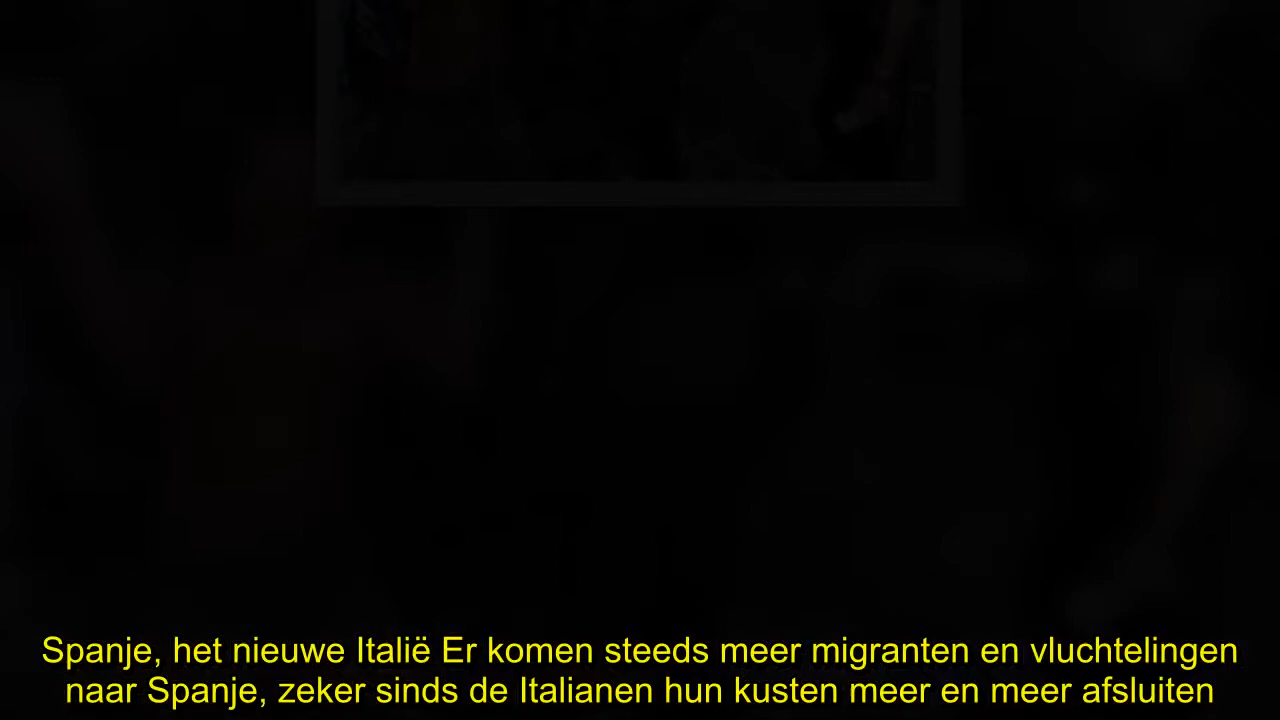 Spanje, het nieuwe Italië Er komen steeds meer migranten en vluchtelingen
naar Spanje, zeker sinds de Italianen hun kusten meer en meer afsluiten